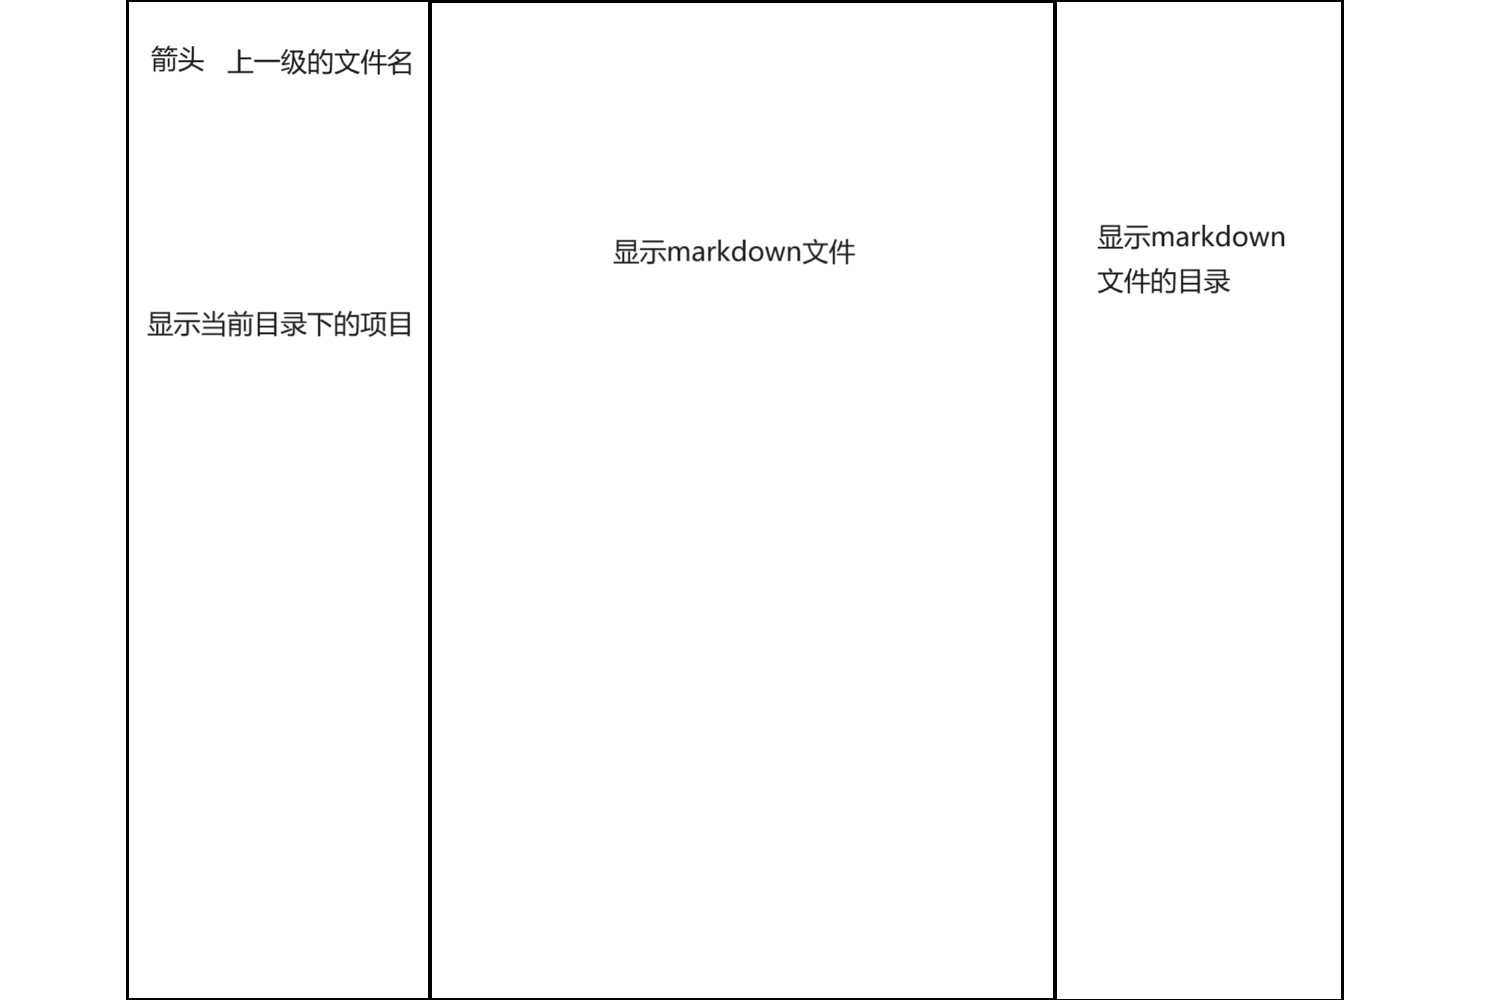 箭头 上一级的文件名
显示当前目录下的项目
显示markdown文件
显示markdown
文件的目录